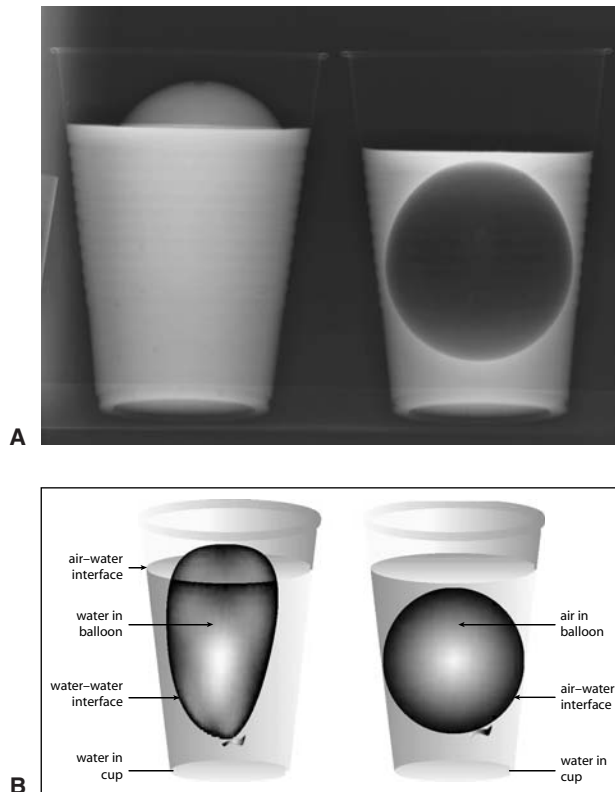 A
air–water
interface
water in
balloon
water–water
interface
water in
cup
air in
balloon
air-water
interface
water in
cup
B